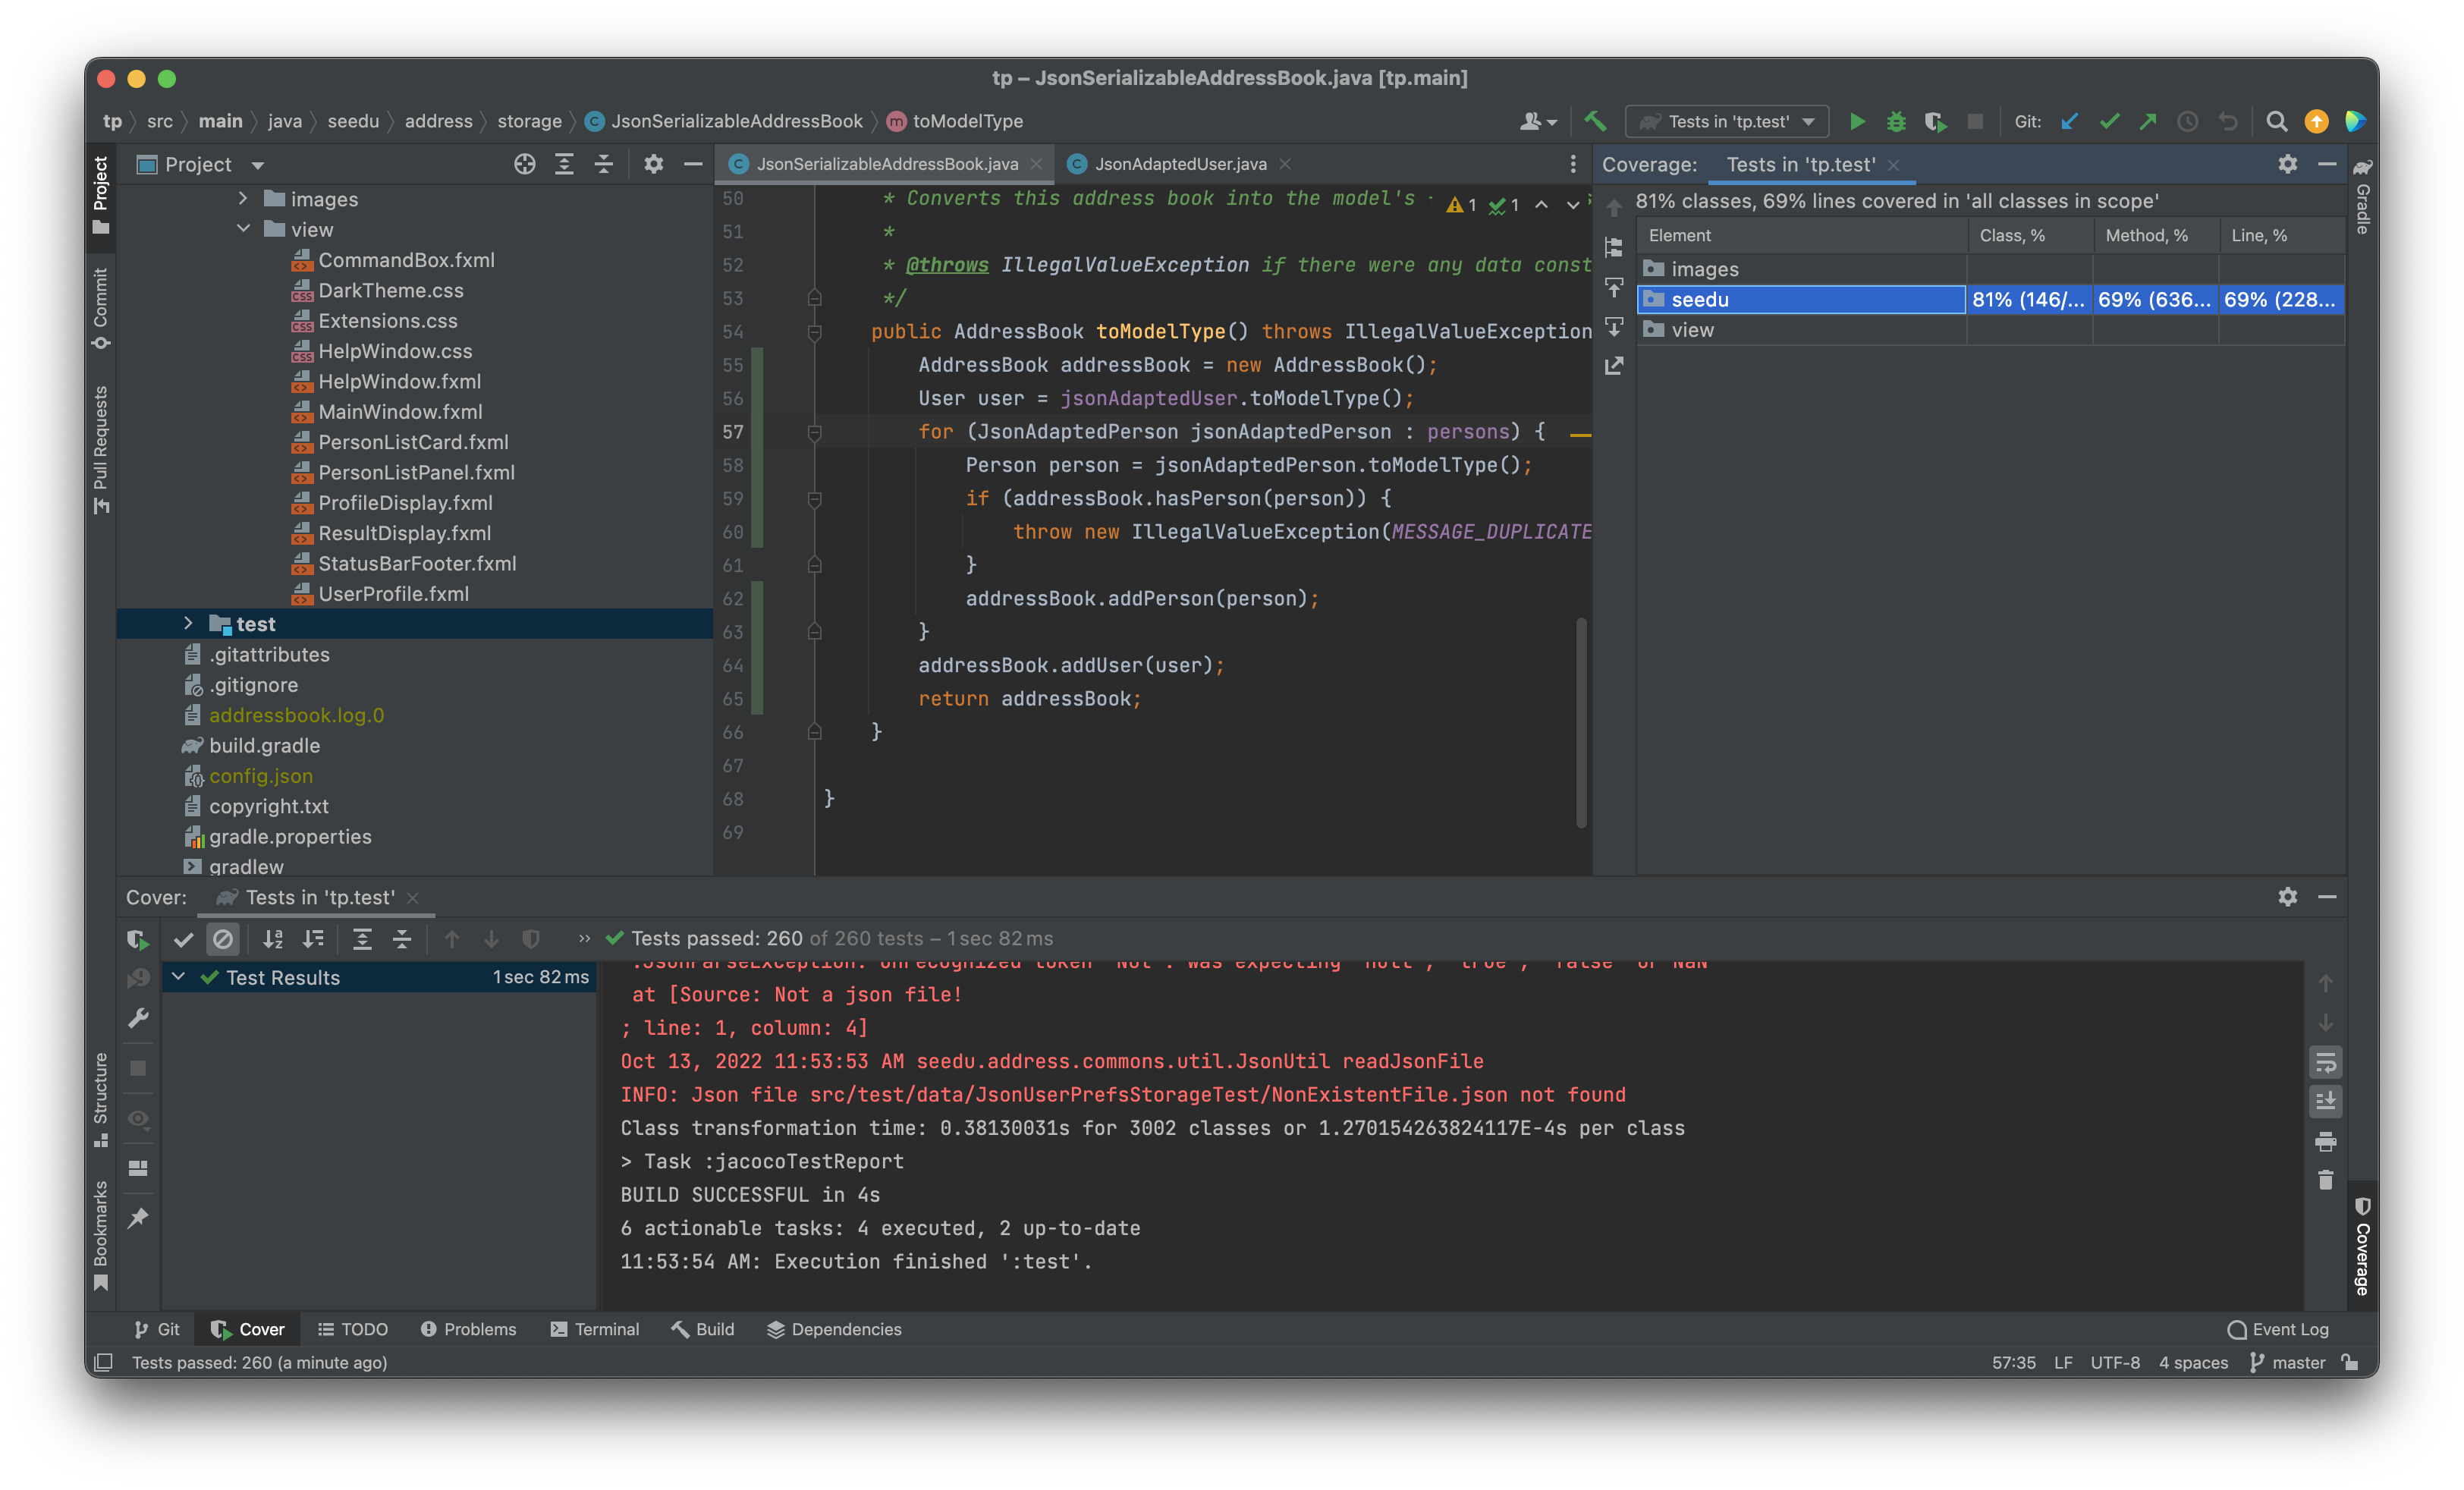 tp – JsonSerializableAddressBook.java [tp.main]
tp src main java seedu address storage JsonSerializableAddressBook toModelType
Tests in 'tp.test'
Git:
Project
Commit
Pull Requests
Structure
Bookmarks
Project
images
view
CommandBox.fxml
DarkTheme.css
Extensions.css
HelpWindow.css
HelpWindow.fxml
MainWindow.fxml
PersonListCard.fxml
PersonListPanel.fxml
ProfileDisplay.fxml
ResultDisplay.fxml
StatusBarFooter.fxml
UserProfile.fxml
test
.gitattributes
.gitignore
addressbook.log.0
build.gradle
config.json
copyright.txt
gradle.properties
gradlew
JsonSerializableAddressBook.java
JsonAdaptedUser.java
1 1
50 * Converts this address book into the model's
51 *
52 * @throws IllegalValueException if there were any data const
53 */
54 public AddressBook toModelType() throws IllegalValueException
55 AddressBook addressBook = new AddressBook();
56 User user = jsonAdaptedUser.toModelType();
57 for (JsonAdaptedPerson jsonAdaptedPerson : persons) {
58 Person person = jsonAdaptedPerson.toModelType();
59 if (addressBook.hasPerson(person)) {
60 throw new IllegalValueException(MESSAGE_DUPLICATE
61 }
62 addressBook.addPerson(person);
63 }
64 addressBook.addUser(user);
65 return addressBook;
66 }
67
68 }
69
Coverage: Tests in 'tp.test'
81% classes, 69% lines covered in 'all classes in scope'
Element Class, % Method, % Line, %
images
seedu 81% (146/... 69% (636... 69% (228...
view
Gradle
Coverage
Cover: Tests in 'tp.test'
» Tests passed: 260 of 260 tests – 1 sec 82 ms
Test Results 1 sec 82 ms
.JsonParseException: Unrecognized token 'Not': was expecting 'null', 'true', 'false' or NaN
at [Source: Not a json file!
; line: 1, column: 4]
Oct 13, 2022 11:53:53 AM seedu.address.commons.util.JsonUtil readJsonFile
INFO: Json file src/test/data/JsonUserPrefsStorageTest/NonExistentFile.json not found
Class transformation time: 0.38130031s for 3002 classes or 1.270154263824117E-4s per class
> Task :jacocoTestReport
BUILD SUCCESSFUL in 4s
6 actionable tasks: 4 executed, 2 up-to-date
11:53:54 AM: Execution finished ':test'.
Git Cover TODO Problems Terminal Build Dependencies Event Log
Tests passed: 260 (a minute ago) 57:35 LF UTF-8 4 spaces master